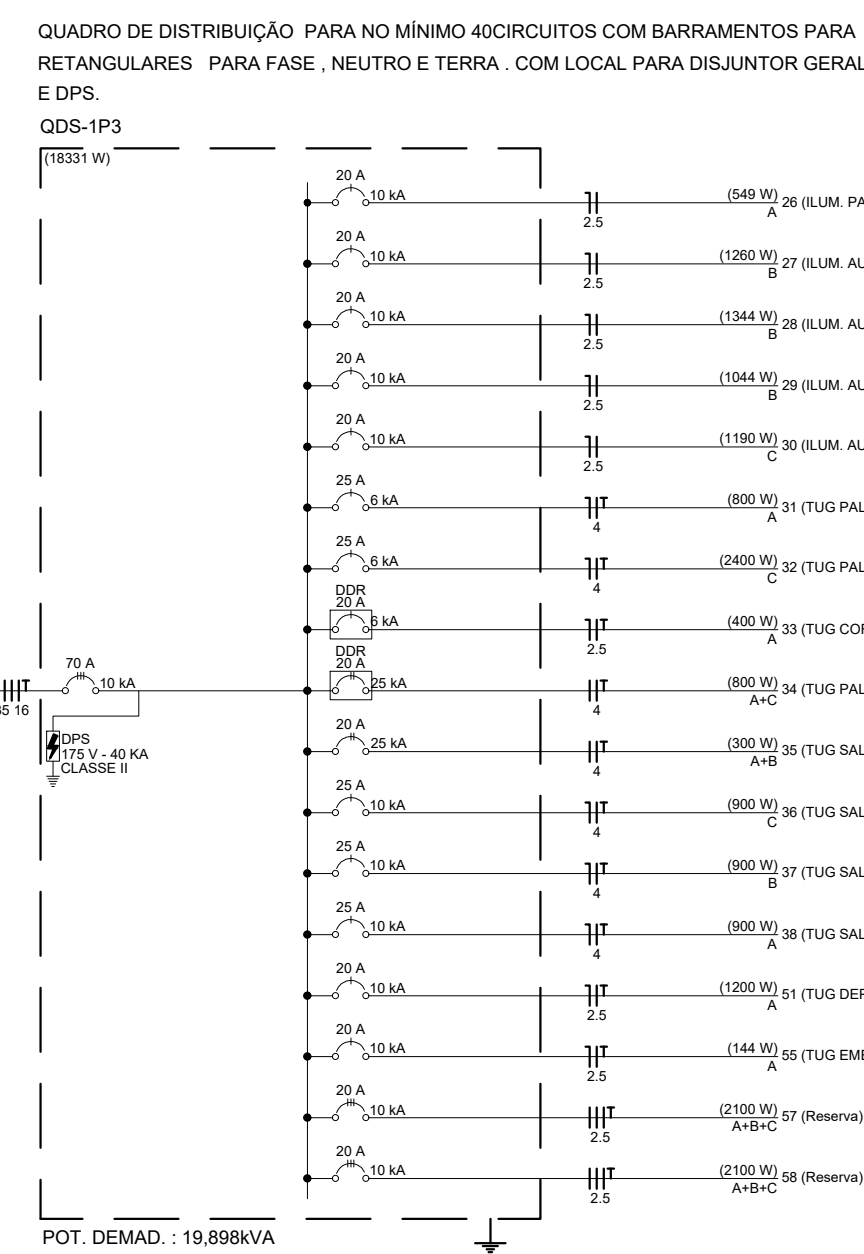 QUADRO DE DISTRIBUIÇÃO PARA NO MÍNIMO 40CIRCUITOS COM BARRAMENTOS PARA
RETANGULARES PARA FASE , NEUTRO E TERRA . COM LOCAL PARA DISJUNTOR GERAL
E DPS.
QDS-1P3
(18331 W)
20 A
10 kA
2.5
(549 W)
A
26 (ILUM. PA
20 A
10 kA
2.5
(1260 W)
B
27 (ILUM. AU
20 A
10 kA
2.5
(1344 W)
B
28 (ILUM. AU
20 A
10 kA
2.5
(1044 W)
B
29 (ILUM. AU
20 A
10 kA
2.5
(1190 W)
C
30 (ILUM. AU
25 A
6 kA
T
4
(800 W)
A
31 (TUG PAL
25 A
6 kA
T
4
(2400 W)
C
32 (TUG PAL
DDR
20 A
6 kA
T
2.5
(400 W)
A
33 (TUG COR
70 A
10 kA
T
35 16
DPS
175 V - 40 KA
CLASSE II
DDR
20 A
25 kA
T
4
(800 W)
A+C
34 (TUG PAL
20 A
25 kA
T
4
(300 W)
A+B
35 (TUG SAL
25 A
10 kA
T
4
(900 W)
C
36 (TUG SAL
25 A
10 kA
T
4
(900 W)
B
37 (TUG SAL
25 A
10 kA
T
4
(900 W)
A
38 (TUG SAL
20 A
10 kA
T
2.5
(1200 W)
A
51 (TUG DEP
20 A
10 kA
T
2.5
(144 W)
A
55 (TUG EME
20 A
10 kA
T
2.5
(2100 W)
A+B+C
57 (Reserva)
20 A
10 kA
T
2.5
(2100 W)
A+B+C
58 (Reserva)
POT. DEMAD. : 19,898kVA